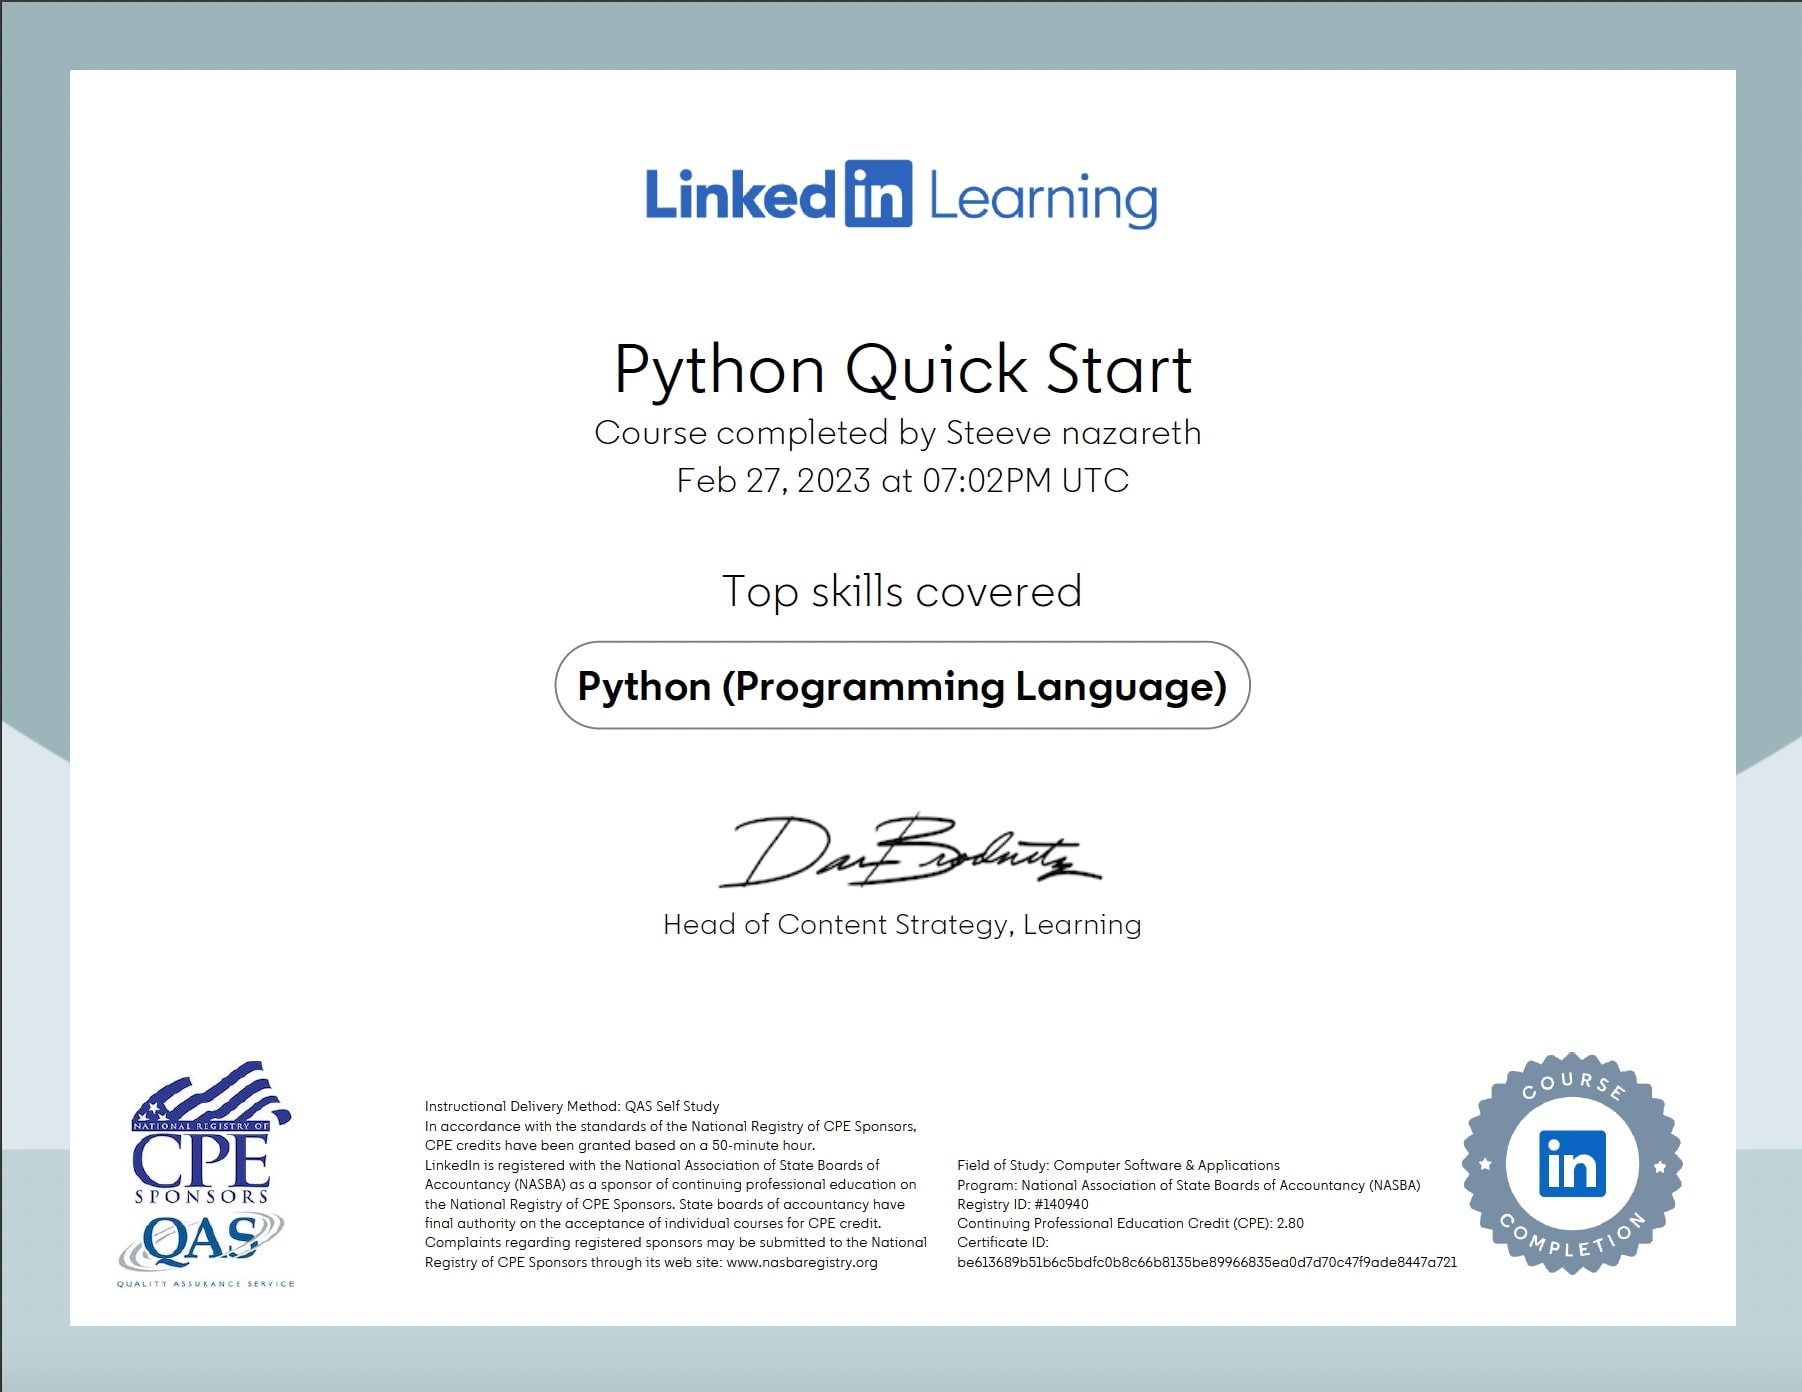 Linked in Learning
Python Quick Start
Course completed by Steeve nazareth
Feb 27, 2023 at 07:02PM UTC
Top skills covered
Python (Programming Language)
Dan Brodnitz
Head of Content Strategy, Learning
NATIONAL REGISTRY OF
CPE
SPONSORS
QAS
QUALITY ASSURANCE SERVICE
Instructional Delivery Method: QAS Self Study
In accordance with the standards of the National Registry of CPE Sponsors,
CPE credits have been granted based on a 50-minute hour.
LinkedIn is registered with the National Association of State Boards of
Accountancy (NASBA) as a sponsor of continuing professional education on
the National Registry of CPE Sponsors. State boards of accountancy have
final authority on the acceptance of individual courses for CPE credit.
Complaints regarding registered sponsors may be submitted to the National
Registry of CPE Sponsors through its web site: www.nasbaregistry.org
Field of Study: Computer Software & Applications
Program: National Association of State Boards of Accountancy (NASBA)
Registry ID: #140940
Continuing Professional Education Credit (CPE): 2.80
Certificate ID:
be613689b51b6c5bdfc0b8c66b8135be89966835ea0d7d70c47f9ade8447a721
COURSE
in
COMPLETION